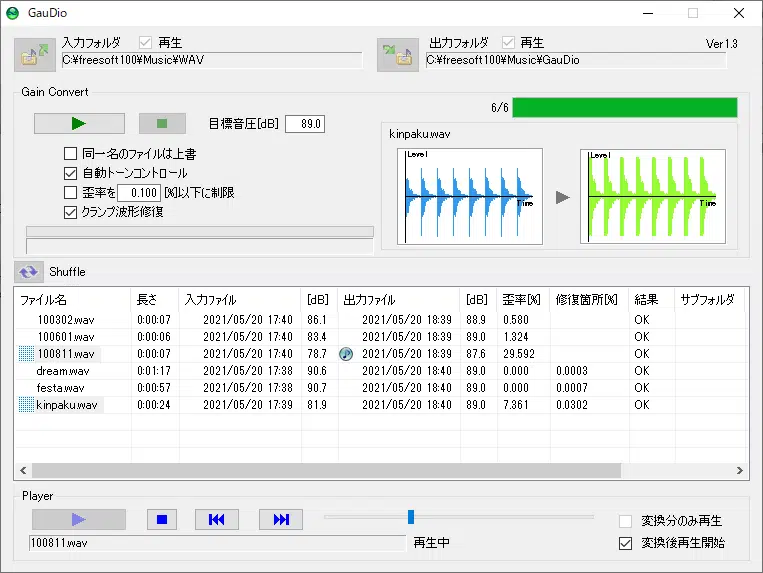 GauDio
入力フォルダ 再生 出力フォルダ 再生 Ver1.3
C:¥freesoft100¥Music¥WAV C:¥freesoft100¥Music¥GauDio
Gain Convert
目標音圧[dB] 89.0
6/6
同一名のファイルは上書
自動トーンコントロール
歪率を 0.100 [%]以下に制限
クランプ波形修復
kinpaku.wav
Level Time Level Time
Shuffle
ファイル名 長さ 入力ファイル [dB] 出力ファイル [dB] 歪率[%] 修復箇所[%] 結果 サブフォルダ
100302.wav 0:00:07 2021/05/20 17:40 86.1 2021/05/20 18:39 88.9 0.580 OK
100601.wav 0:00:06 2021/05/20 17:40 83.4 2021/05/20 18:39 89.0 1.324 OK
100811.wav 0:00:07 2021/05/20 17:40 78.7 2021/05/20 18:39 87.6 29.592 OK
dream.wav 0:01:17 2021/05/20 17:38 90.6 2021/05/20 18:40 89.0 0.000 0.0003 OK
festa.wav 0:00:57 2021/05/20 17:38 90.7 2021/05/20 18:40 89.0 0.000 0.0007 OK
kinpaku.wav 0:00:24 2021/05/20 17:39 81.9 2021/05/20 18:40 89.0 7.361 0.0302 OK
Player
変換分のみ再生
100811.wav 再生中 変換後再生開始